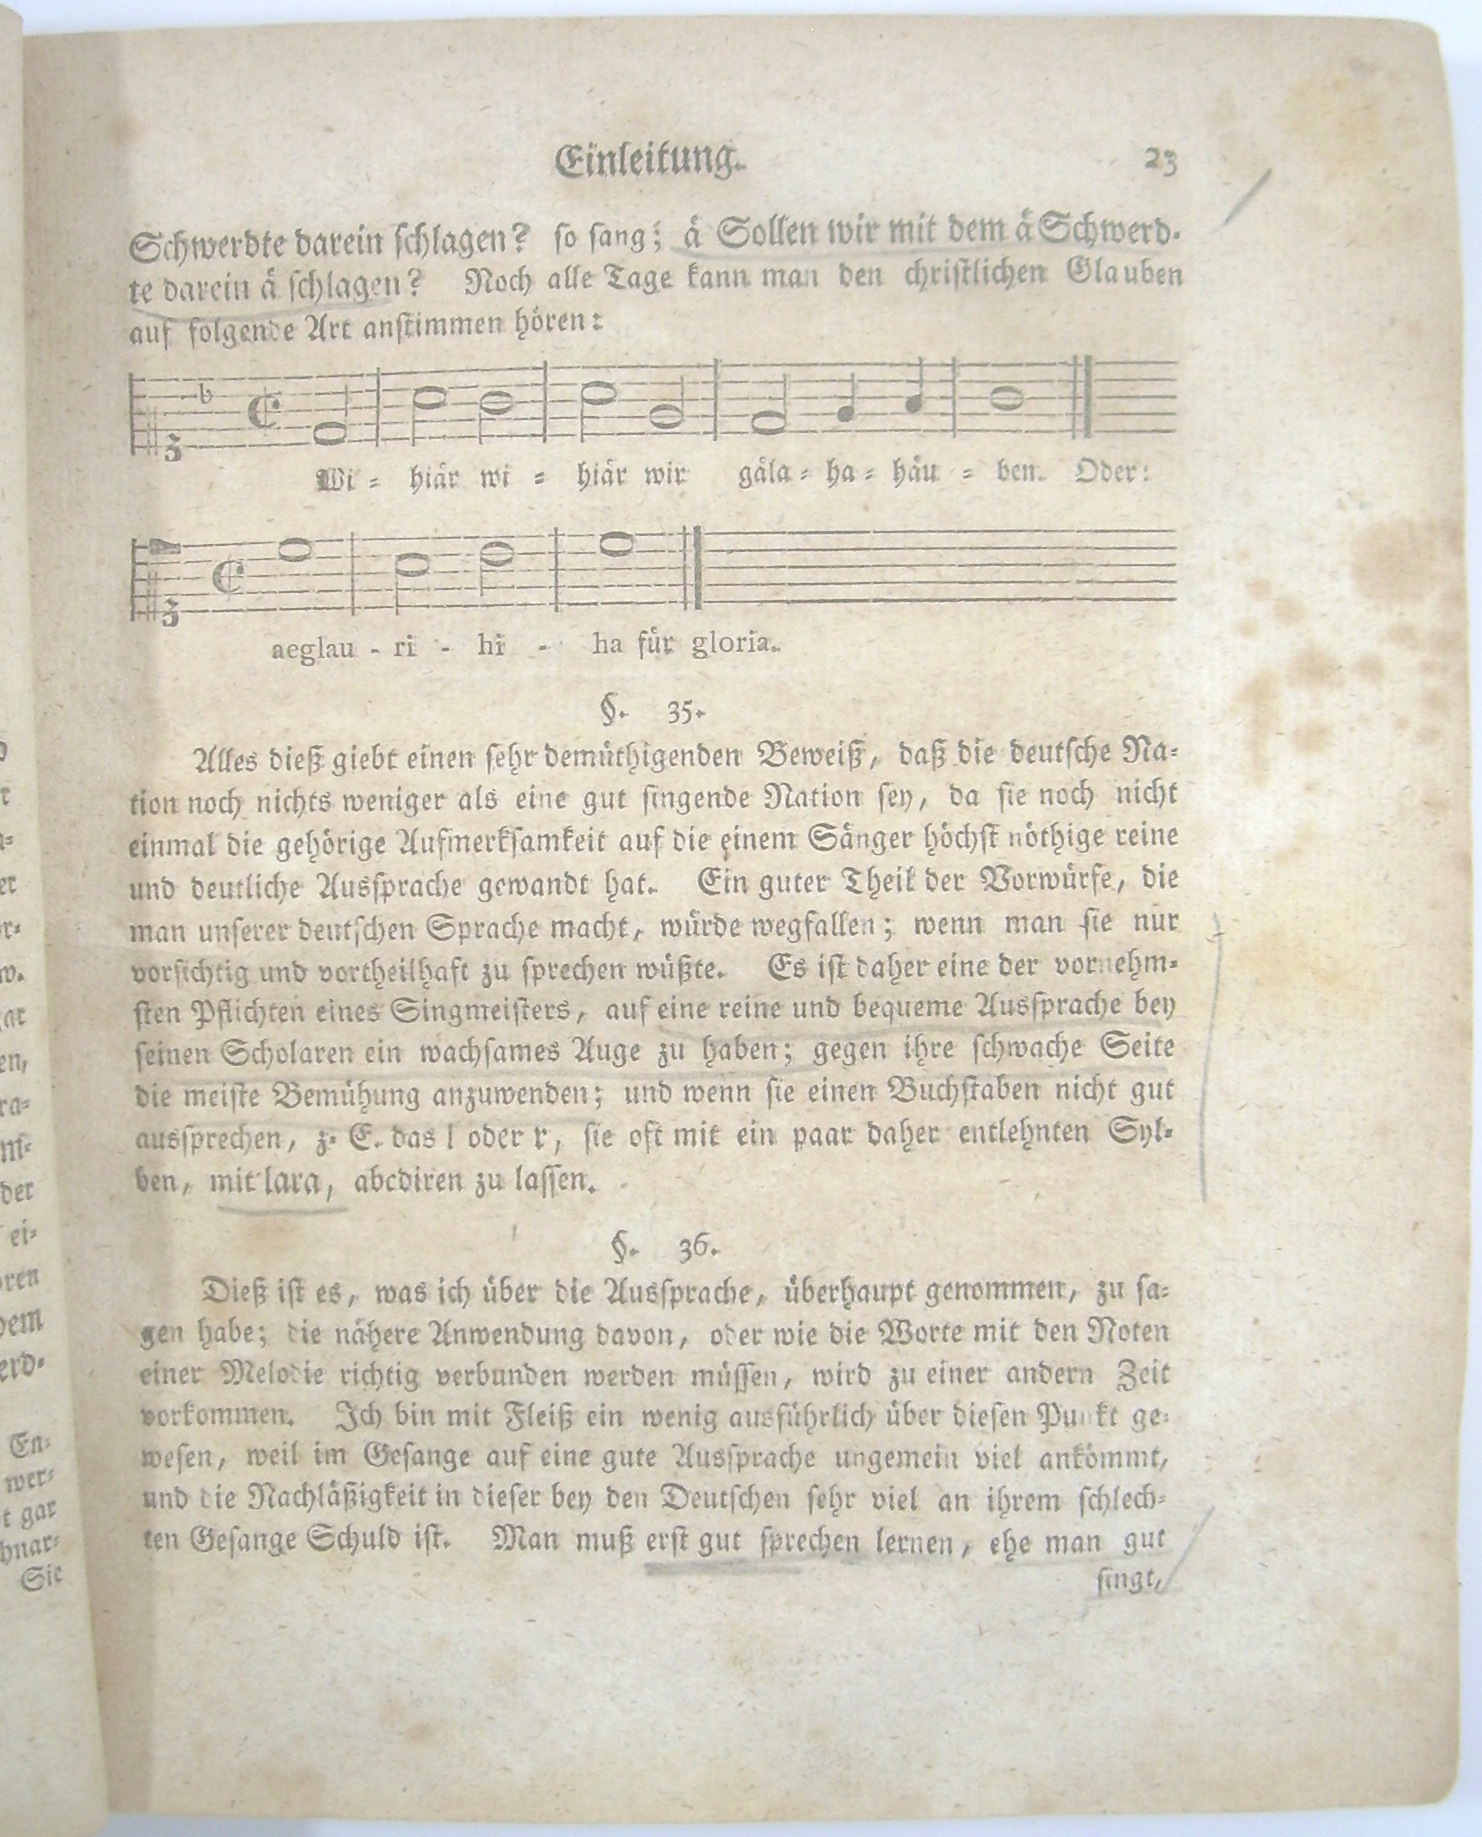 Einleitung. 23
Schwerdte darein schlagen? so sang; å Sollen wir mit dem å Schwerd-
te darein å schlagen? Noch alle Tage kann man den christlichen Glauben
auf folgende Art anstimmen hören:
Wi - hiår wi - hiår wir gåla - ha - håu - ben. Oder:
aeglau - ri - hi - ha für gloria.
§. 35.
Alles dieß giebt einen sehr demüthigenden Beweiß, daß die deutsche Na-
tion noch nichts weniger als eine gut singende Nation sey, da sie noch nicht
einmal die gehörige Aufmerksamkeit auf die einem Sänger höchst nöthige reine
und deutliche Aussprache gewandt hat. Ein guter Theil der Vorwürfe, die
man unserer deutschen Sprache macht, würde wegfallen; wenn man sie nur
vorsichtig und vortheilhaft zu sprechen wüßte. Es ist daher eine der vornehm-
sten Pflichten eines Singmeisters, auf eine reine und bequeme Aussprache bey
seinen Scholaren ein wachsames Auge zu haben; gegen ihre schwache Seite
die meiste Bemühung anzuwenden; und wenn sie einen Buchstaben nicht gut
aussprechen, z. E. das l oder r, sie oft mit ein paar daher entlehnten Syl-
ben, mit lara, abcdiren zu lassen.
§. 36.
Dieß ist es, was ich über die Aussprache, überhaupt genommen, zu sa-
gen habe; die nähere Anwendung davon, oder wie die Worte mit den Noten
einer Melodie richtig verbunden werden müssen, wird zu einer andern Zeit
vorkommen. Ich bin mit Fleiß ein wenig ausführlich über diesen Punkt ge-
wesen, weil im Gesange auf eine gute Aussprache ungemein viel ankömmt,
und die Nachläßigkeit in dieser bey den Deutschen sehr viel an ihrem schlech-
ten Gesange Schuld ist. Man muß erst gut sprechen lernen, ehe man gut
singt,